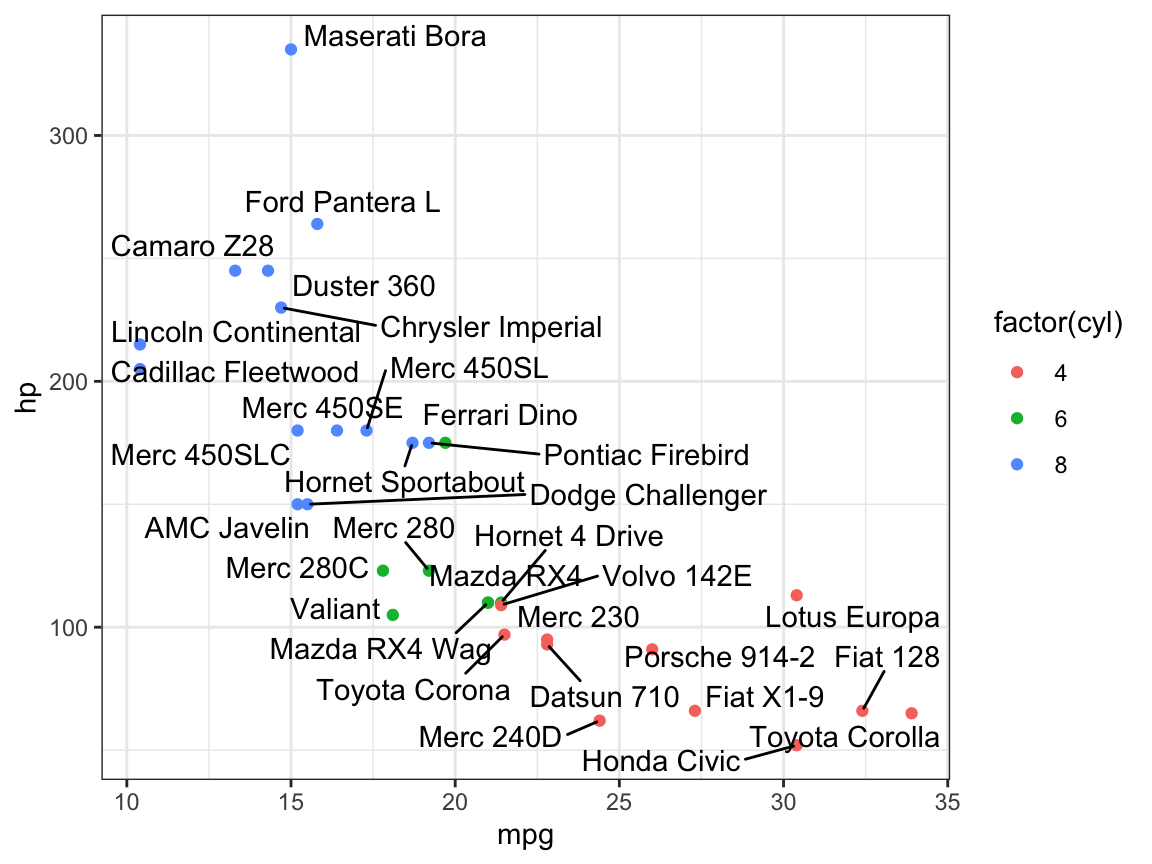 Maserati Bora
300
Ford Pantera L
Camaro Z28
Duster 360
Lincoln Continental
Chrysler Imperial
Cadillac Fleetwood
Merc 450SL
200
hp
Merc 450SE
Ferrari Dino
Merc 450SLC
Pontiac Firebird
Hornet Sportabout
Dodge Challenger
AMC Javelin
Merc 280
Hornet 4 Drive
Merc 280C
Mazda RX4
Volvo 142E
Valiant
Merc 230
Lotus Europa
100
Mazda RX4 Wag
Porsche 914-2
Fiat 128
Toyota Corona
Datsun 710
Fiat X1-9
Merc 240D
Toyota Corolla
Honda Civic
10
15
20
25
30
35
mpg
factor(cyl)
4
6
8